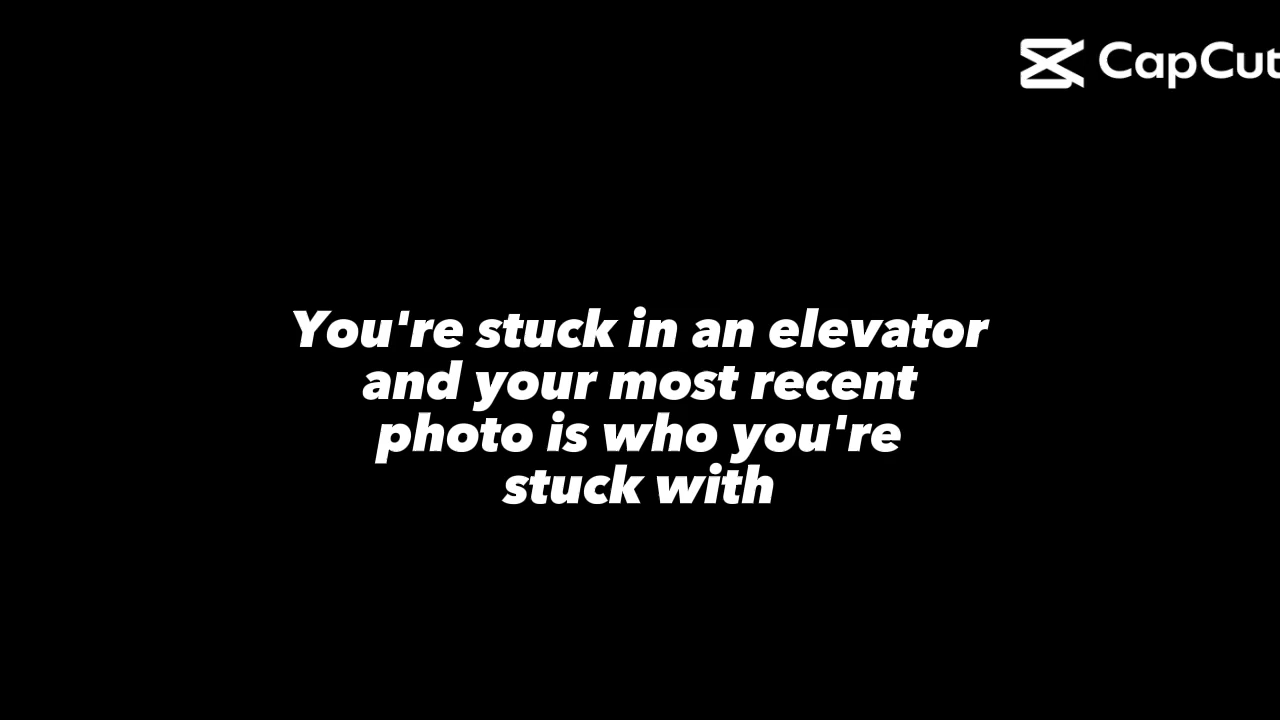 CapCut
You're stuck in an elevator
and your most recent
photo is who you're
stuck with